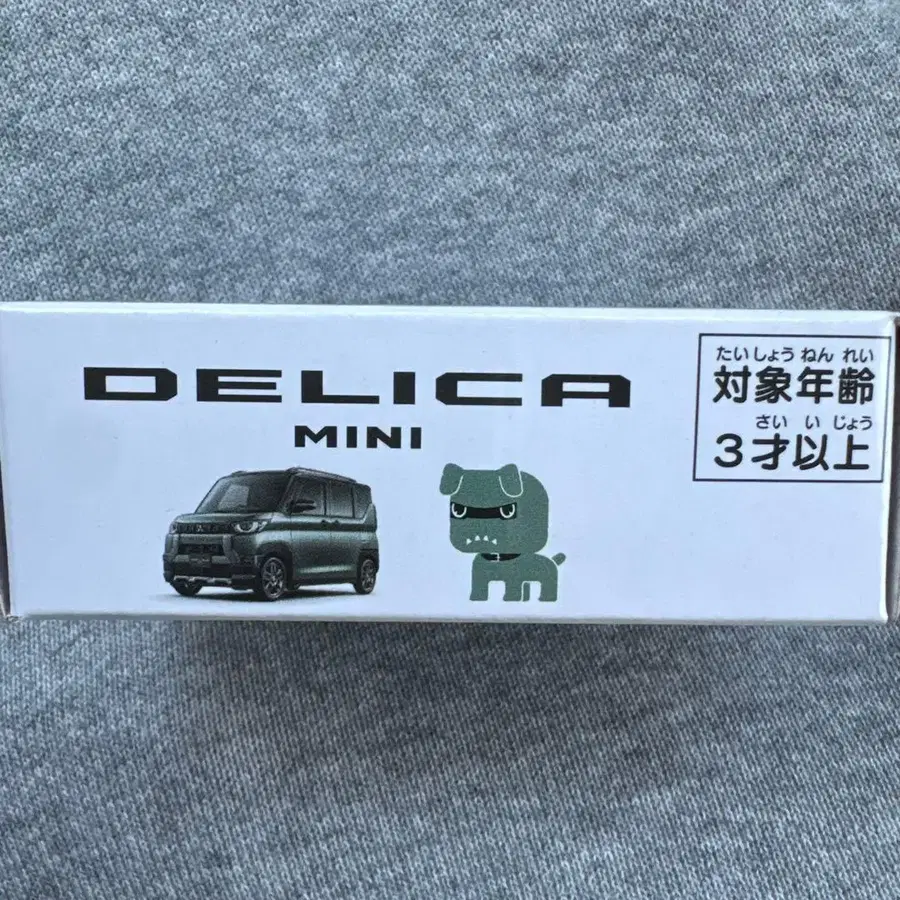 DELICA
MINI
たいしょうねんれい
対象年齢
さいいじょう
3才以上